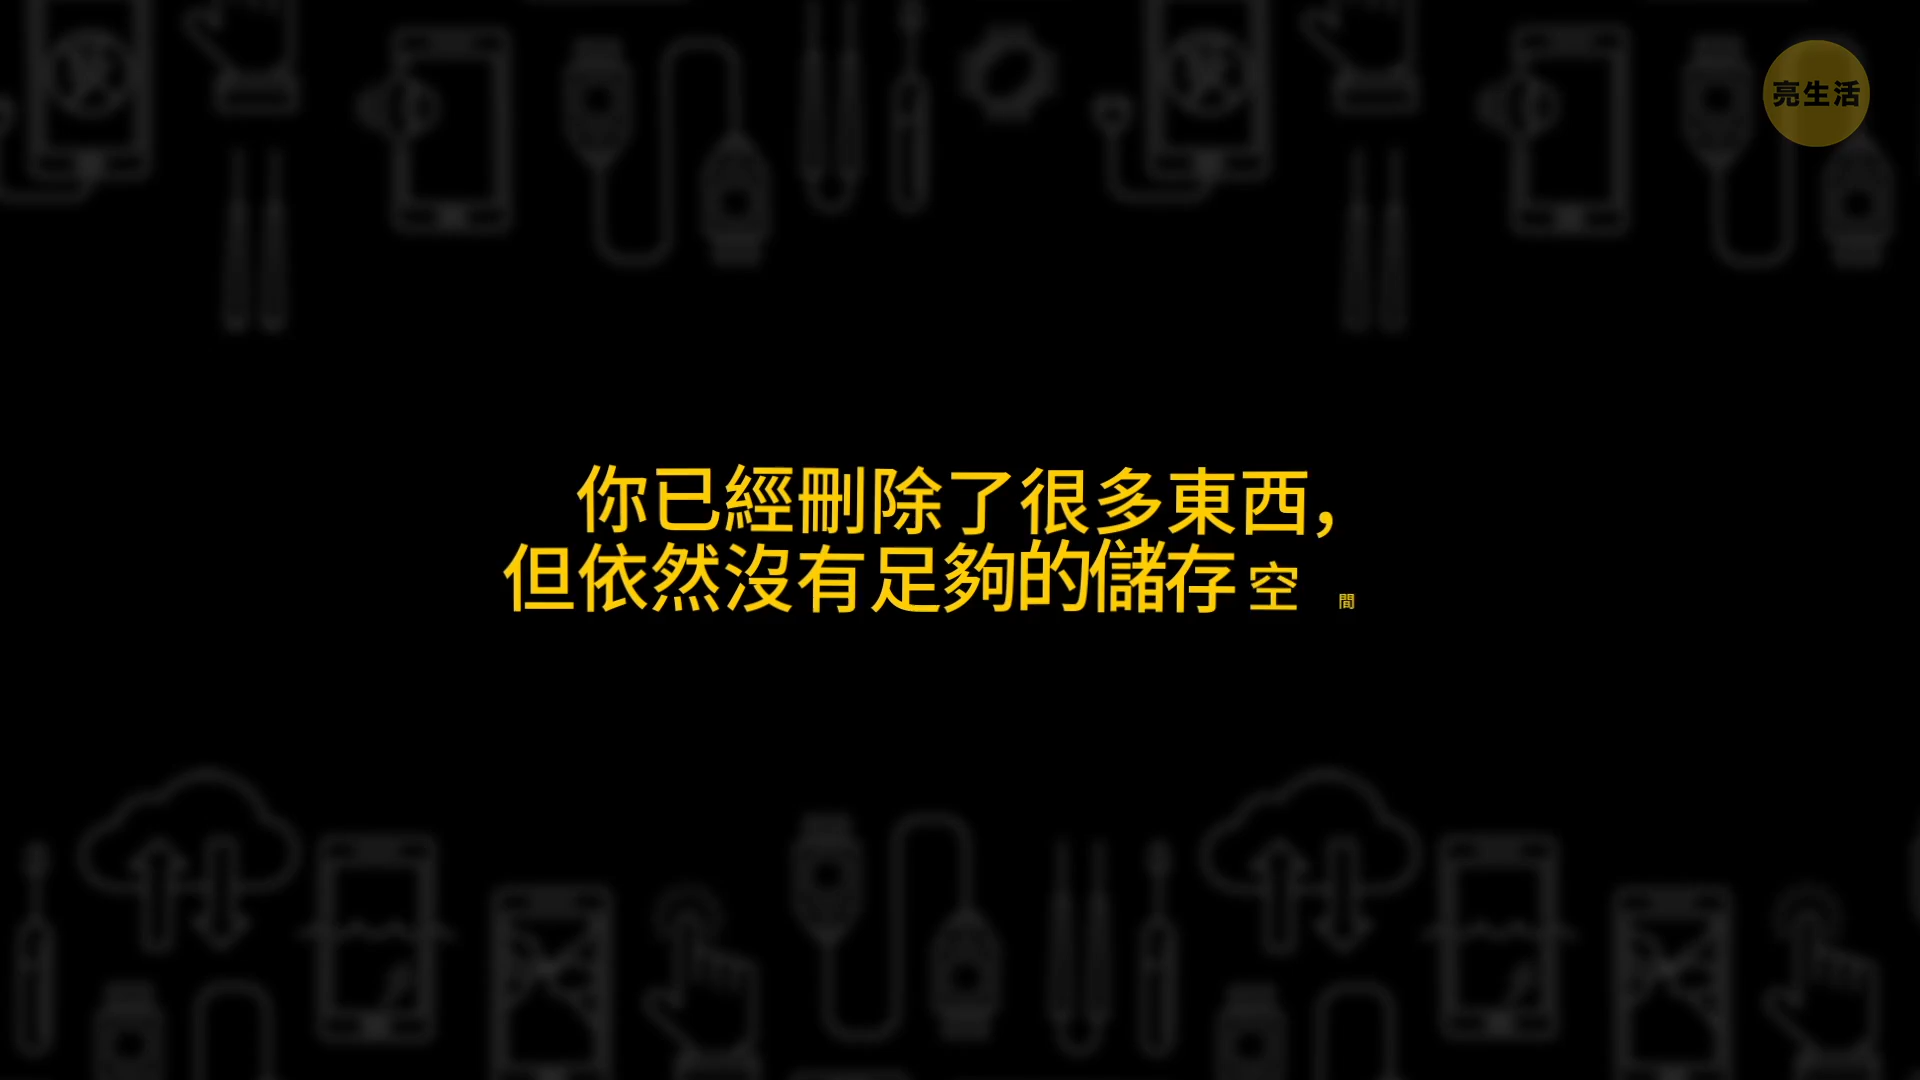 亮生活
你已經刪除了很多東西，
但依然沒有足夠的儲存空間